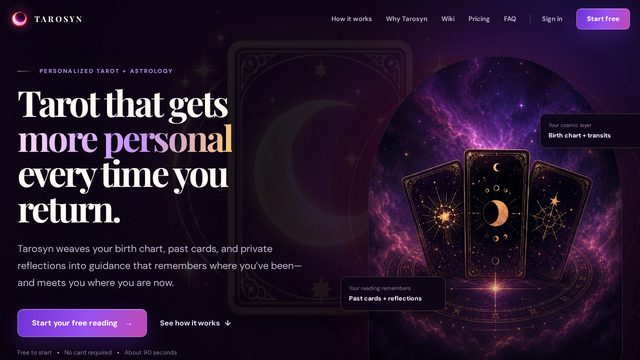 TAROSYN
How it works
Why Tarosyn
Wiki
Pricing
FAQ
Sign in
Start free
PERSONALIZED TAROT + ASTROLOGY
Tarot that gets
more personal
every time you
return.
Tarosyn weaves your birth chart, past cards, and private
reflections into guidance that remembers where you've been—
and meets you where you are now.
Start your free reading →
See how it works ↓
Free to start • No card required • About 90 seconds
Your cosmic layer
Birth chart + transits
Your reading remembers
Past cards + reflections